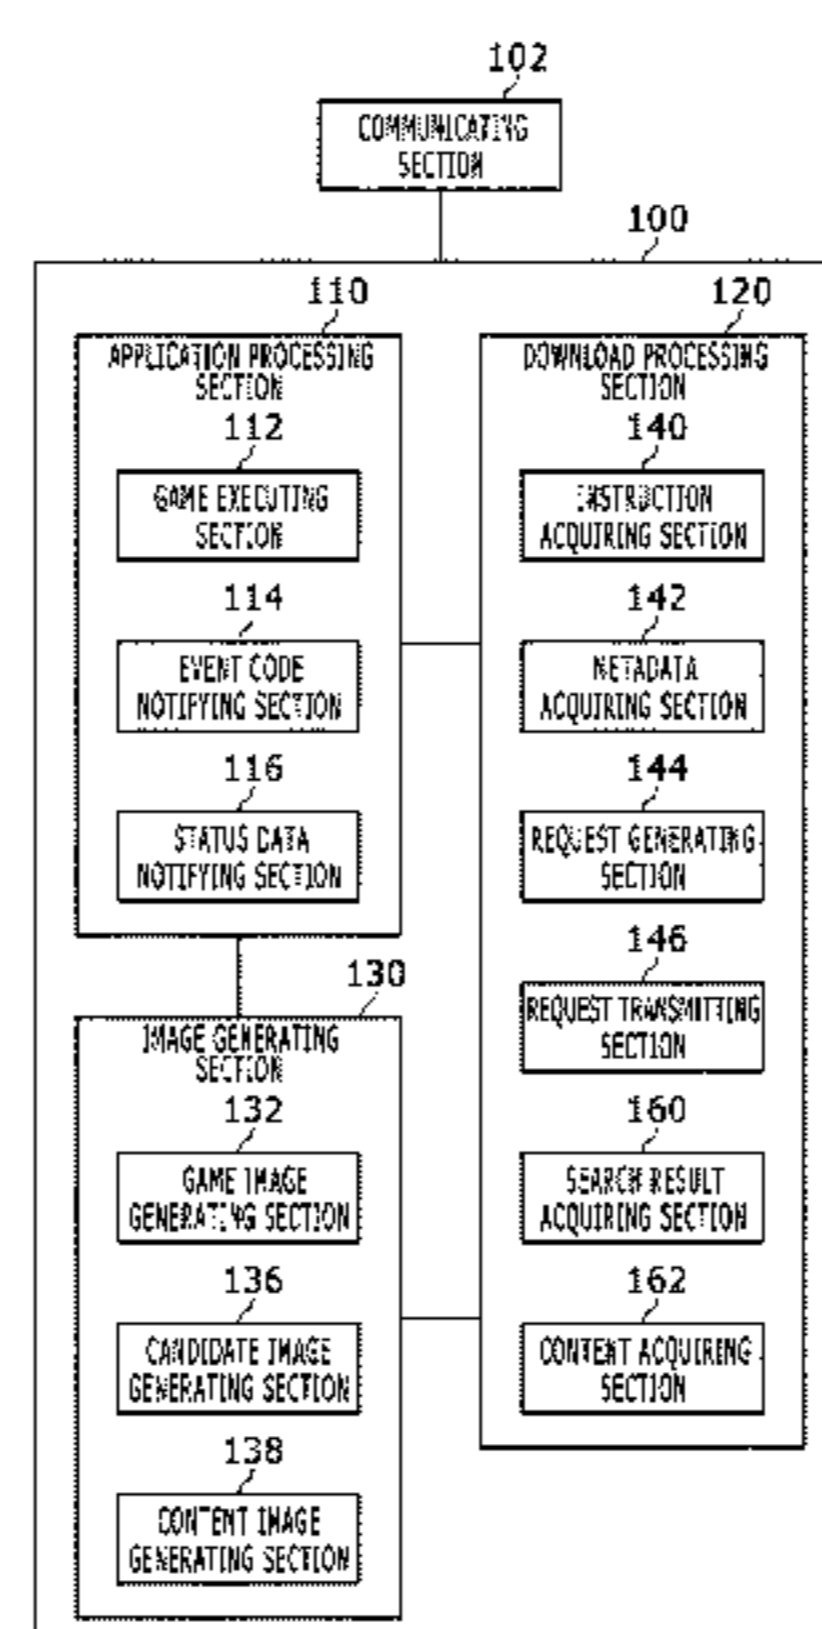 102
COMMUNICATING
SECTION
100
110
APPLICATION PROCESSING
SECTION
112
GAME EXECUTING
SECTION
114
EVENT CODE
NOTIFYING SECTION
116
STATUS DATA
NOTIFYING SECTION
130
IMAGE GENERATING
SECTION
132
GAME IMAGE
GENERATING SECTION
136
CANDIDATE IMAGE
GENERATING SECTION
138
CONTENT IMAGE
GENERATING SECTION
120
DOWNLOAD PROCESSING
SECTION
140
INSTRUCTION
ACQUIRING SECTION
142
METADATA
ACQUIRING SECTION
144
REQUEST GENERATING
SECTION
146
REQUEST TRANSMITTING
SECTION
160
SEARCH RESULT
ACQUIRING SECTION
162
CONTENT ACQUIRING
SECTION